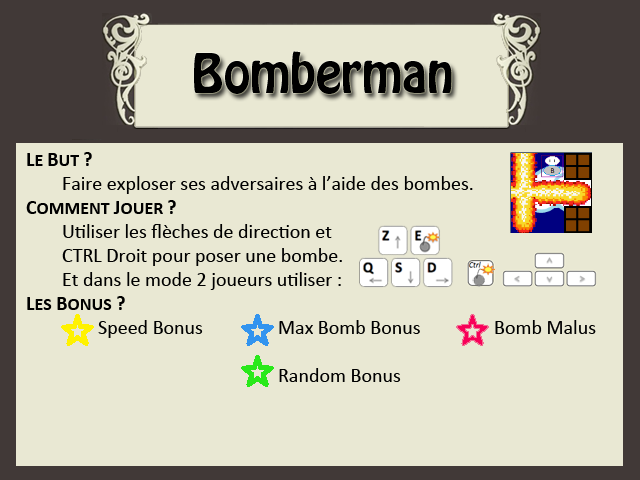 Bomberman
LE BUT ?
Faire exploser ses adversaires à l’aide des bombes.
COMMENT JOUER ?
Utiliser les flèches de direction et
CTRL Droit pour poser une bombe.
Et dans le mode 2 joueurs utiliser :
Z ↑ E
Q ← S ↓ D →
Ctrl
LES BONUS ?
Speed Bonus Max Bomb Bonus Bomb Malus
Random Bonus